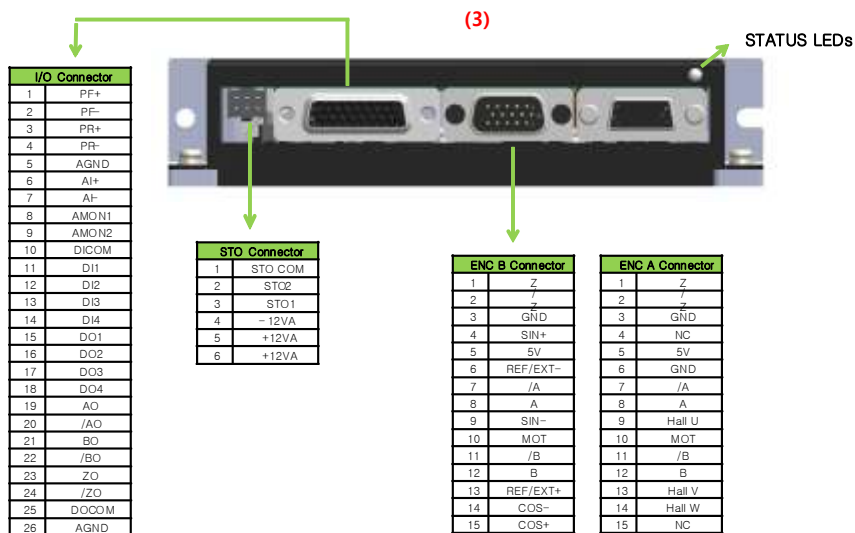 (3)
STATUS LEDs
I/O Connector
1 PF+
2 PF-
3 PR+
4 PR-
5 AGND
6 AI+
7 AI-
8 AMON1
9 AMON2
10 DICOM
11 DI1
12 DI2
13 DI3
14 DI4
15 DO1
16 DO2
17 DO3
18 DO4
19 AO
20 /AO
21 BO
22 /BO
23 ZO
24 /ZO
25 DOCOM
26 AGND
STO Connector
1 STO COM
2 STO2
3 STO1
4 -12VA
5 +12VA
6 +12VA
ENC B Connector
1 Z
2 /Z
3 GND
4 SIN+
5 5V
6 REF/EXT-
7 /A
8 A
9 SIN-
10 MOT
11 /B
12 B
13 REF/EXT+
14 COS-
15 COS+
ENC A Connector
1 Z
2 /Z
3 GND
4 NC
5 5V
6 GND
7 /A
8 A
9 Hall U
10 MOT
11 /B
12 B
13 Hall V
14 Hall W
15 NC